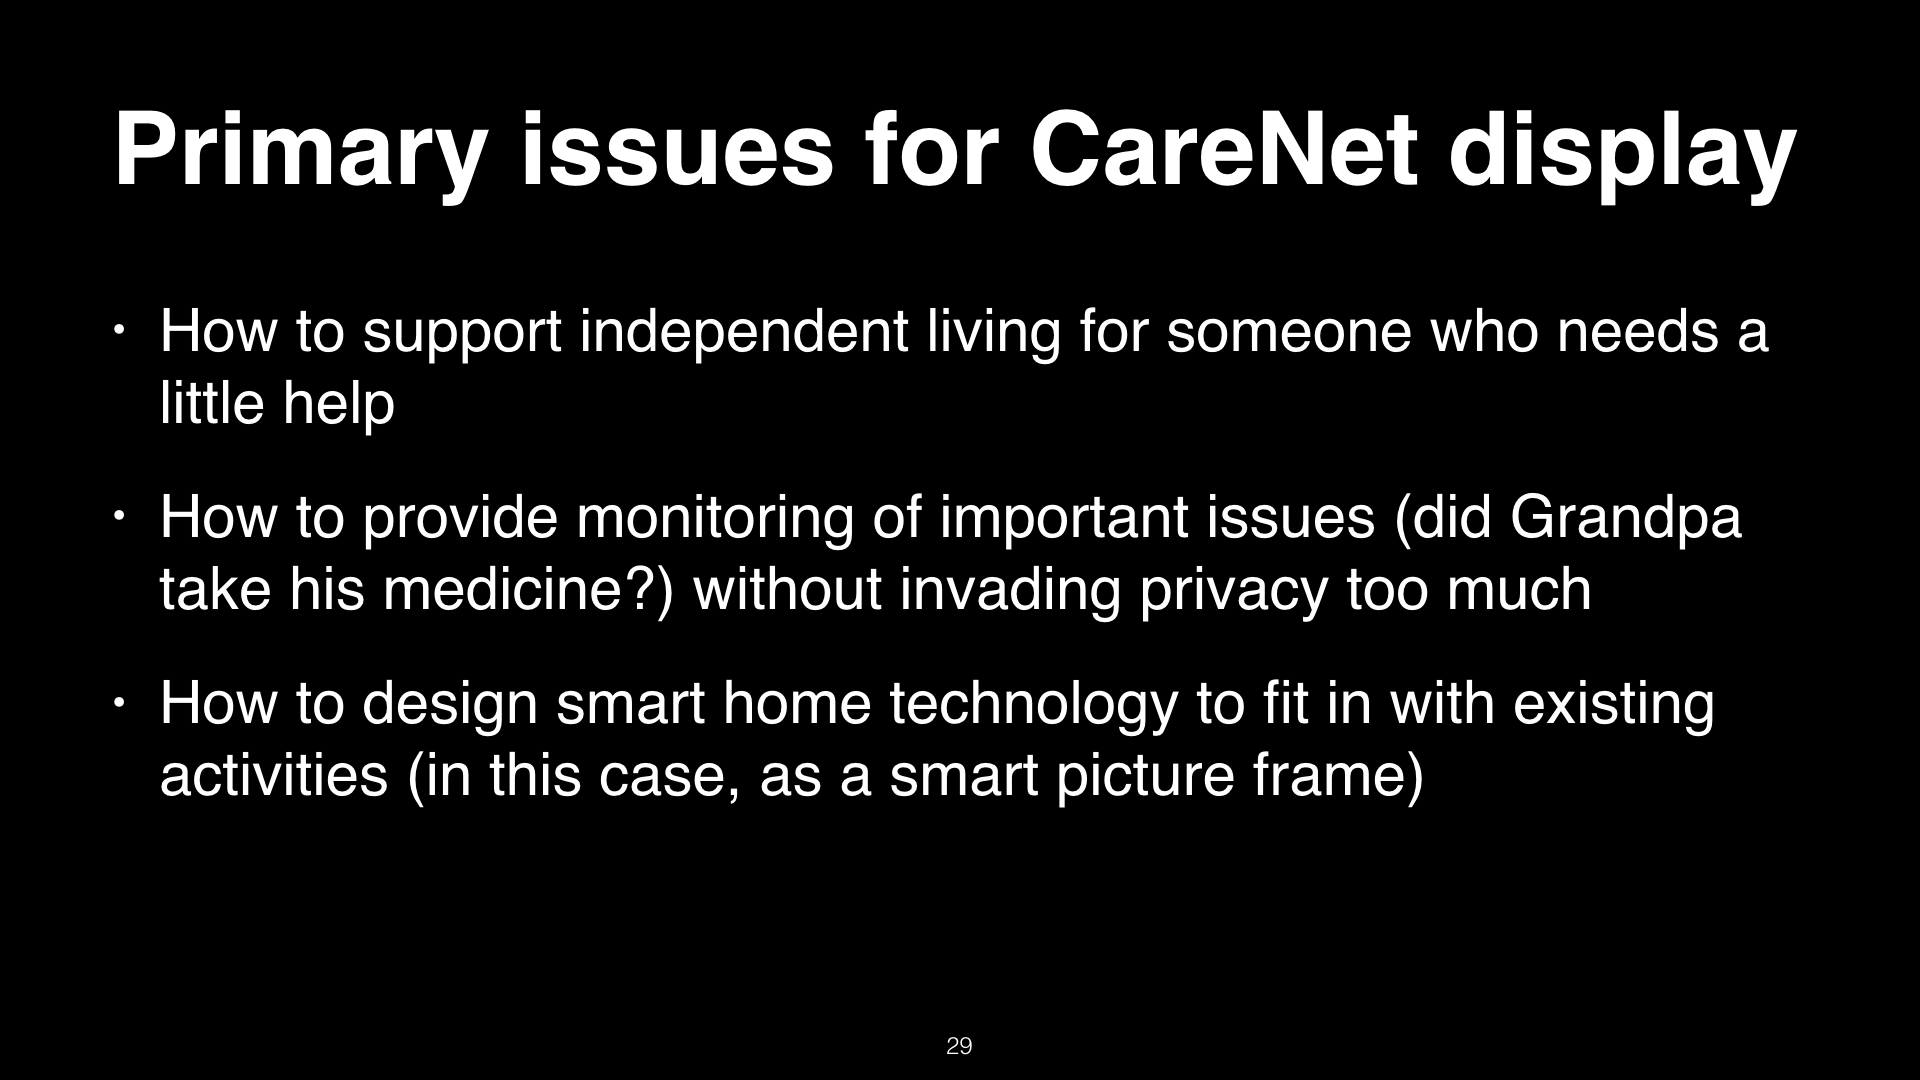 Primary issues for CareNet display
• How to support independent living for someone who needs a
little help
• How to provide monitoring of important issues (did Grandpa
take his medicine?) without invading privacy too much
• How to design smart home technology to fit in with existing
activities (in this case, as a smart picture frame)
29